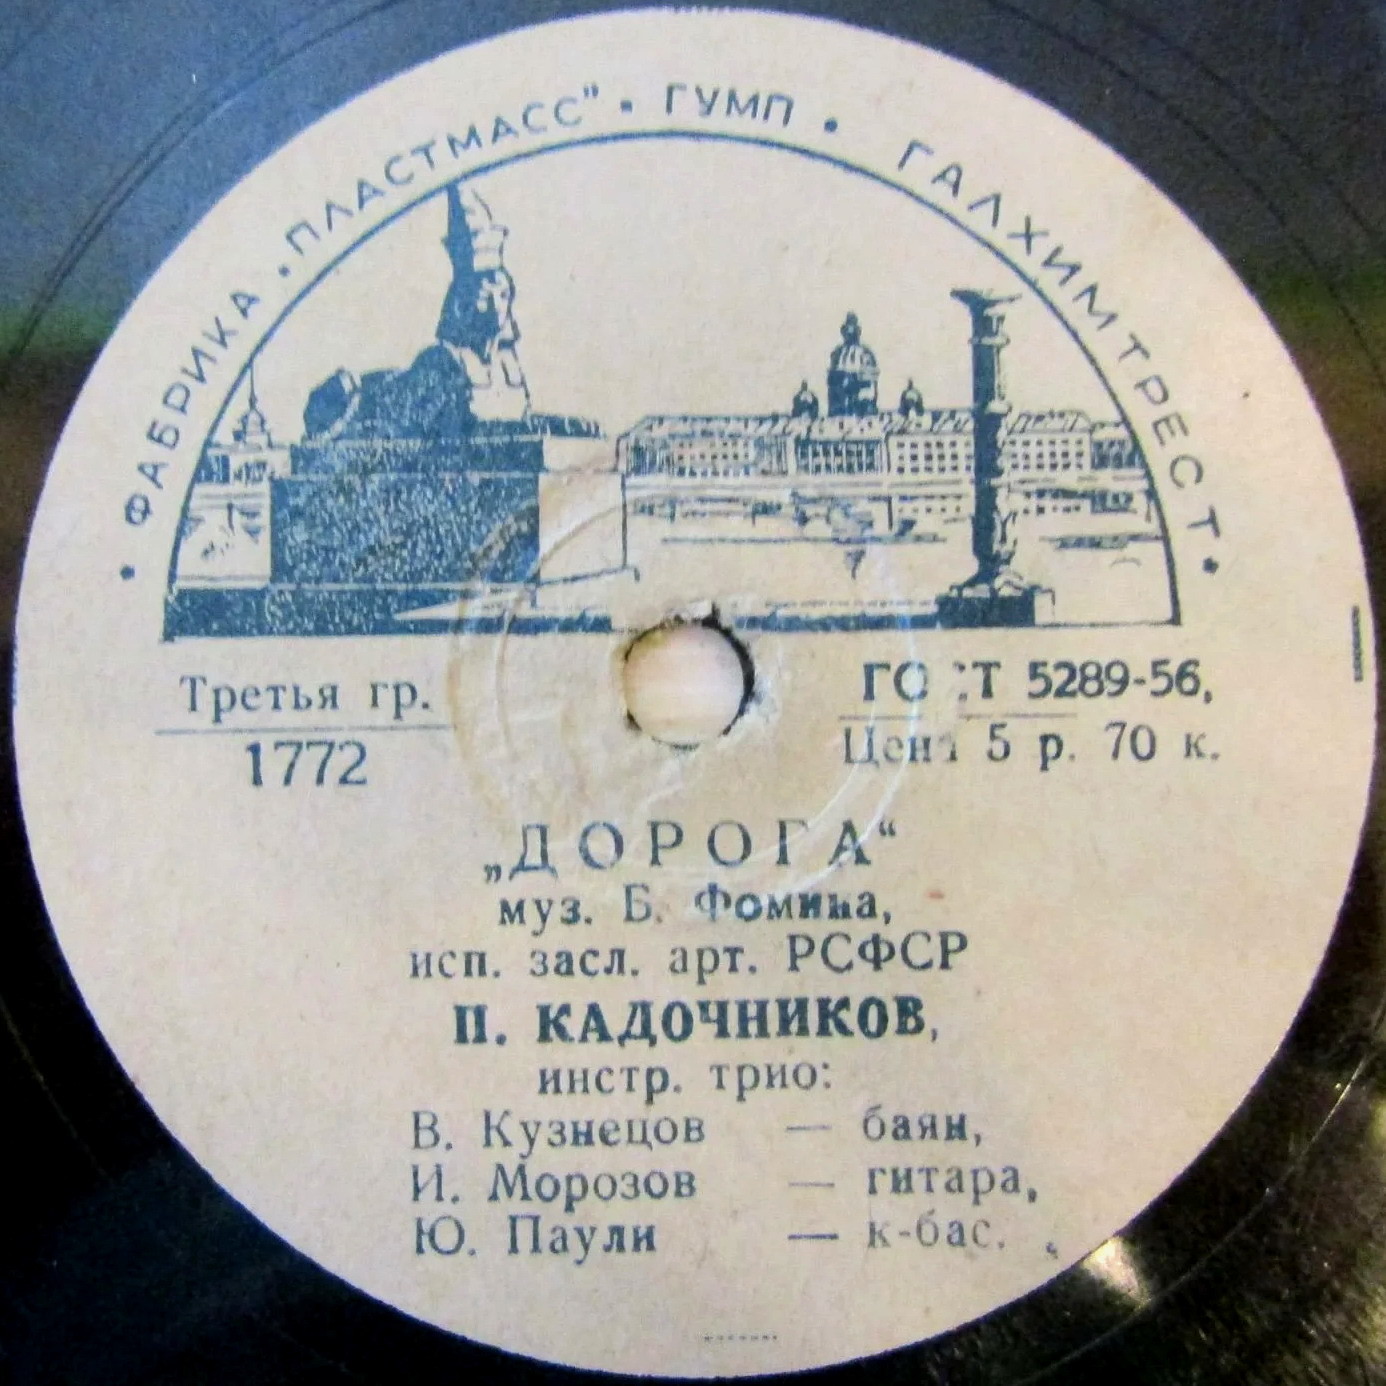 • ФАБРИКА „ПЛАСТМАСС" • ГУМП • ГАЛХИМТРЕСТ •
Третья гр.
1772
ГОСТ 5289-56.
Цена 5 р. 70 к.
„ДОРОГА“
муз. Б. Фомина,
исп. засл. арт. РСФСР
П. КАДОЧНИКОВ,
инстр. трио:
В. Кузнецов — баян,
И. Морозов — гитара,
Ю. Паули — к-бас.